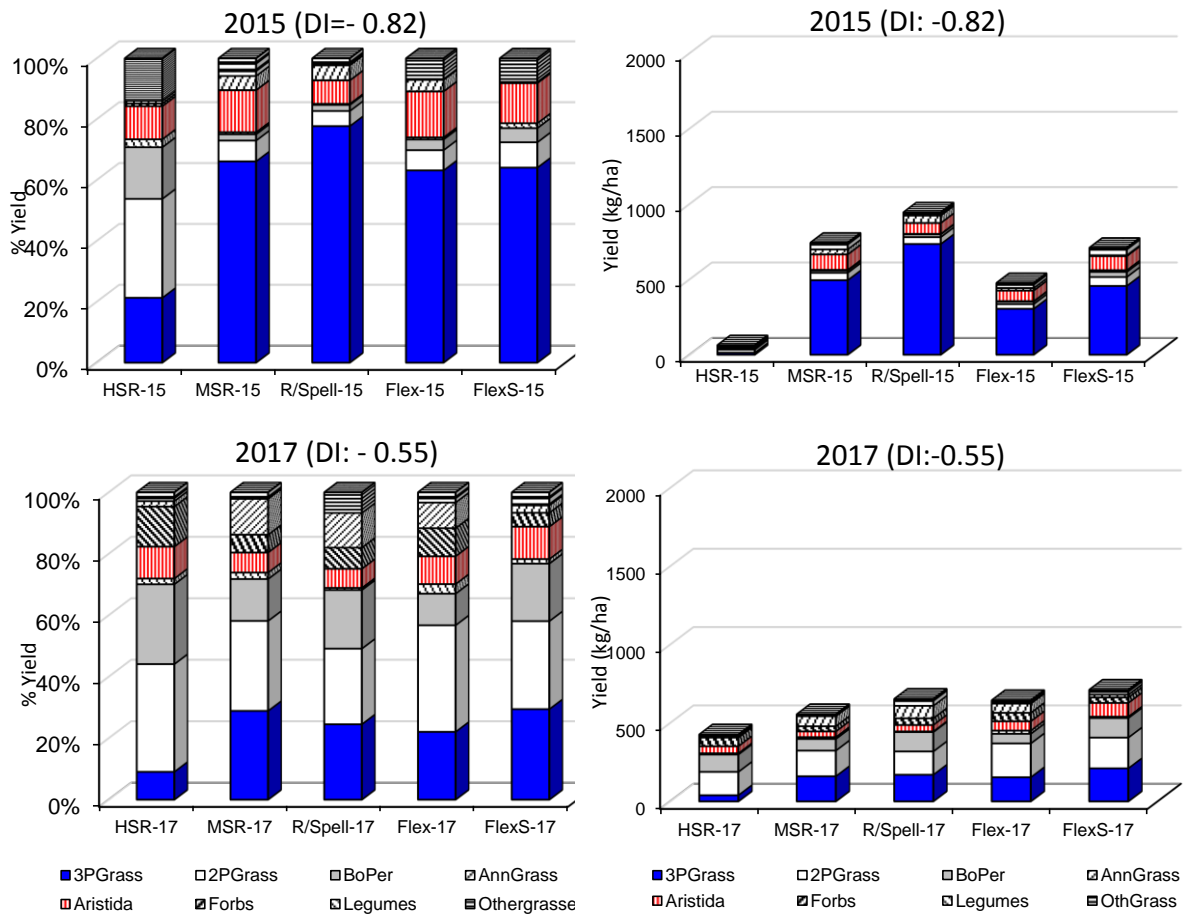 2015 (DI=- 0.82)
100%
80%
60%
40%
20%
0%
% Yield
HSR-15 MSR-15 R/Spell-15 Flex-15 FlexS-15
2015 (DI: -0.82)
2000
1500
1000
500
0
Yield (kg/ha)
HSR-15 MSR-15 R/Spell-15 Flex-15 FlexS-15
2017 (DI: - 0.55)
100%
80%
60%
40%
20%
0%
% Yield
HSR-17 MSR-17 R/Spell-17 Flex-17 FlexS-17
3PGrass 2PGrass BoPer AnnGrass
Aristida Forbs Legumes Othergrasse
2017 (DI:-0.55)
2000
1500
1000
500
0
Yield (kg/ha)
HSR-17 MSR-17 R/Spell-17 Flex-17 FlexS-17
3PGrass 2PGrass BoPer AnnGrass
Aristida Forbs Legumes OthGrass